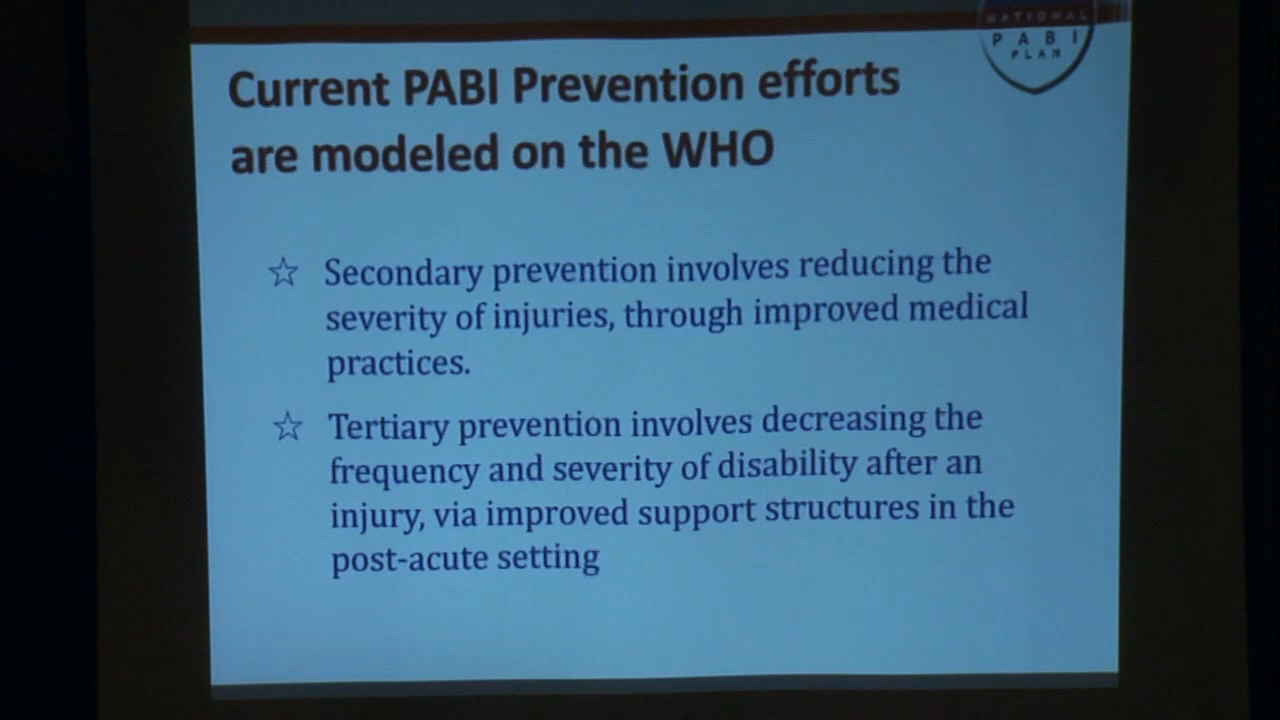 NATIONAL
PABI
PLAN
Current PABI Prevention efforts
are modeled on the WHO
☆ Secondary prevention involves reducing the
severity of injuries, through improved medical
practices.
☆ Tertiary prevention involves decreasing the
frequency and severity of disability after an
injury, via improved support structures in the
post-acute setting